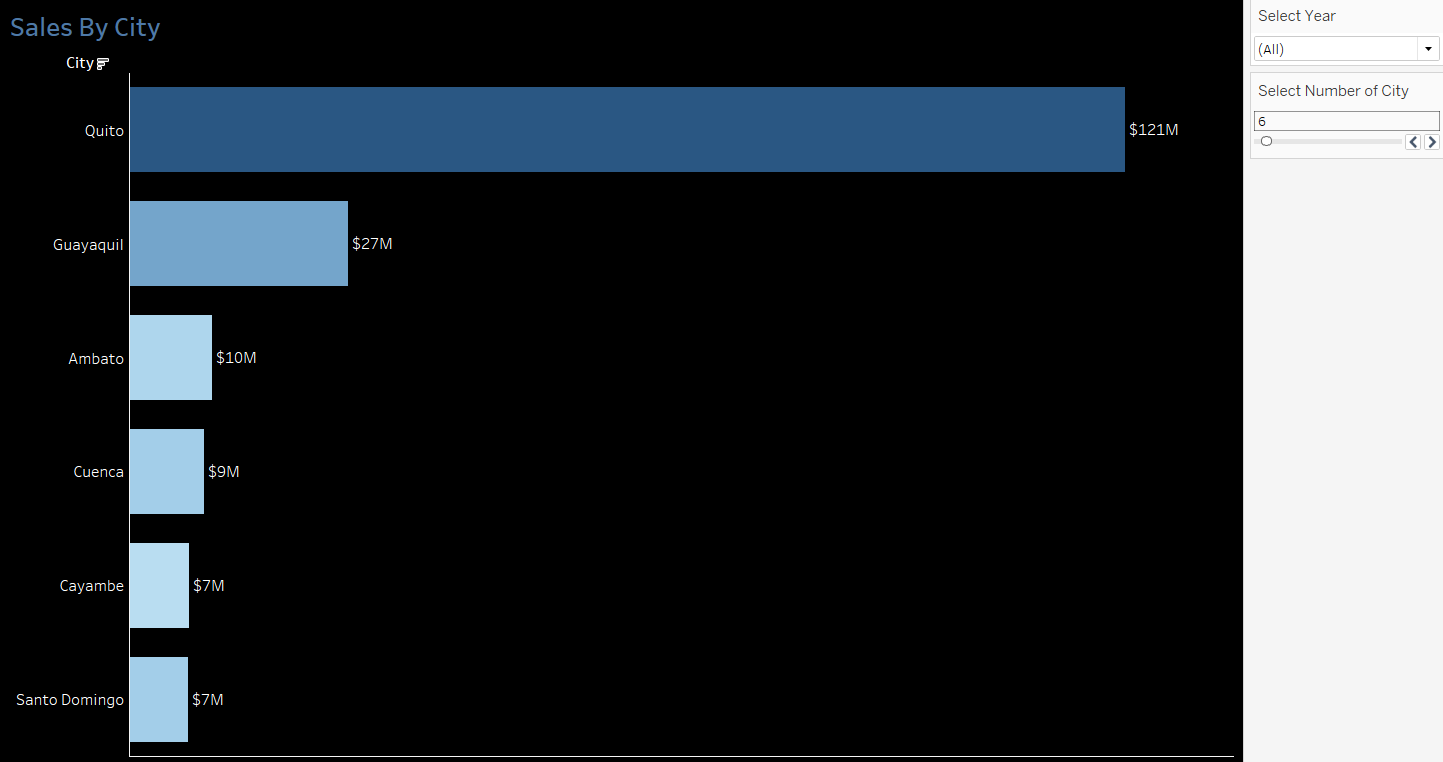 Sales By City
City
Quito
$121M
Guayaquil
$27M
Ambato
$10M
Cuenca
$9M
Cayambe
$7M
Santo Domingo
$7M
Select Year
(All)
Select Number of City
6